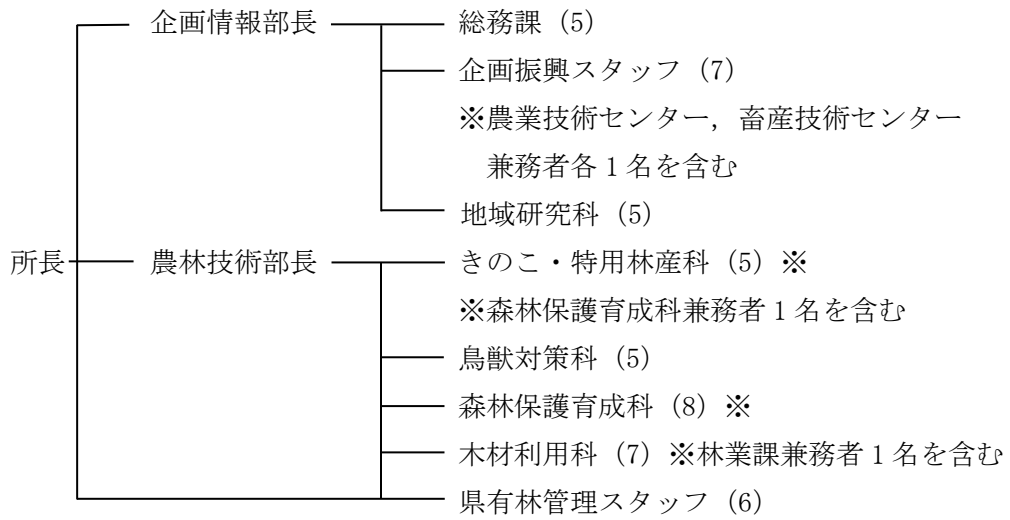 企画情報部長 総務課（5）
企画振興スタッフ（7）
※農業技術センター，畜産技術センター
兼務者各１名を含む
地域研究科（5）
所長 農林技術部長 きのこ・特用林産科（5）※
※森林保護育成科兼務者１名を含む
鳥獣対策科（5）
森林保護育成科（8）※
木材利用科（7）※林業課兼務者１名を含む
県有林管理スタッフ（6）